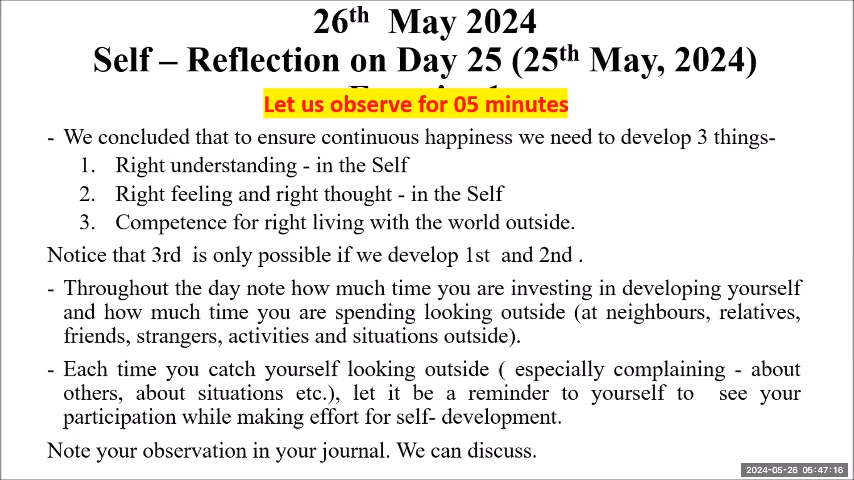 26th May 2024
Self – Reflection on Day 25 (25th May, 2024)
Let us observe for 05 minutes
- We concluded that to ensure continuous happiness we need to develop 3 things-
1. Right understanding - in the Self
2. Right feeling and right thought - in the Self
3. Competence for right living with the world outside.
Notice that 3rd is only possible if we develop 1st and 2nd .
- Throughout the day note how much time you are investing in developing yourself
and how much time you are spending looking outside (at neighbours, relatives,
friends, strangers, activities and situations outside).
- Each time you catch yourself looking outside ( especially complaining - about
others, about situations etc.), let it be a reminder to yourself to see your
participation while making effort for self- development.
Note your observation in your journal. We can discuss.
2024-05-26 05:47:16